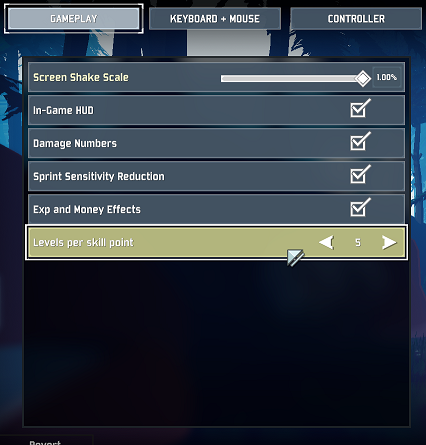 GAMEPLAY
KEYBOARD + MOUSE
CONTROLLER
Screen Shake Scale
1.00%
In-Game HUD
Damage Numbers
Sprint Sensitivity Reduction
Exp and Money Effects
Levels per skill point
5
Revert